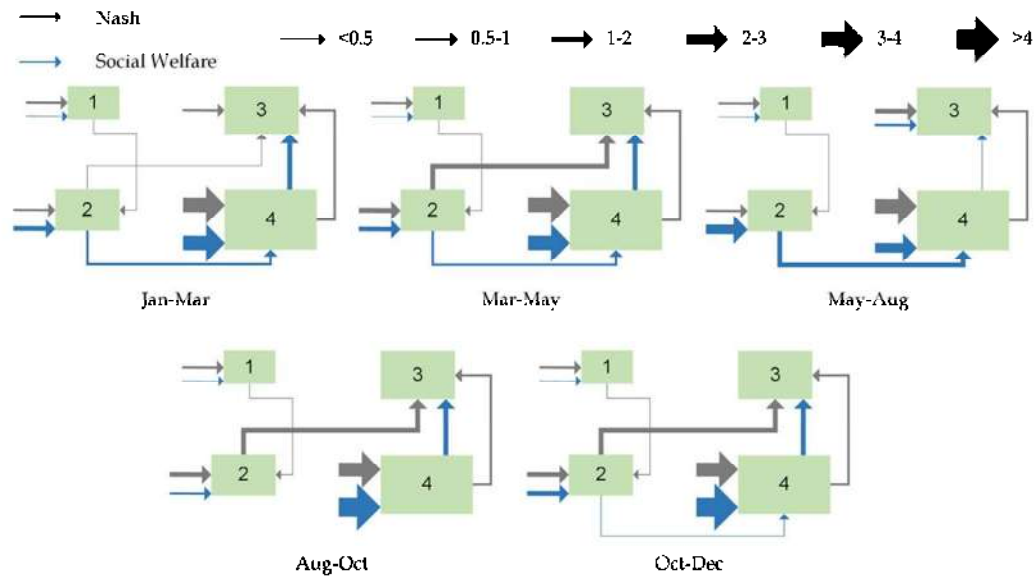 Nash
<0.5 0.5-1 1-2 2-3 3-4 >4
Social Welfare
1 3 1 3 1 3
2 4 2 4 2 4
Jan-Mar Mar-May May-Aug
1 3 1 3
2 4 2 4
Aug-Oct Oct-Dec